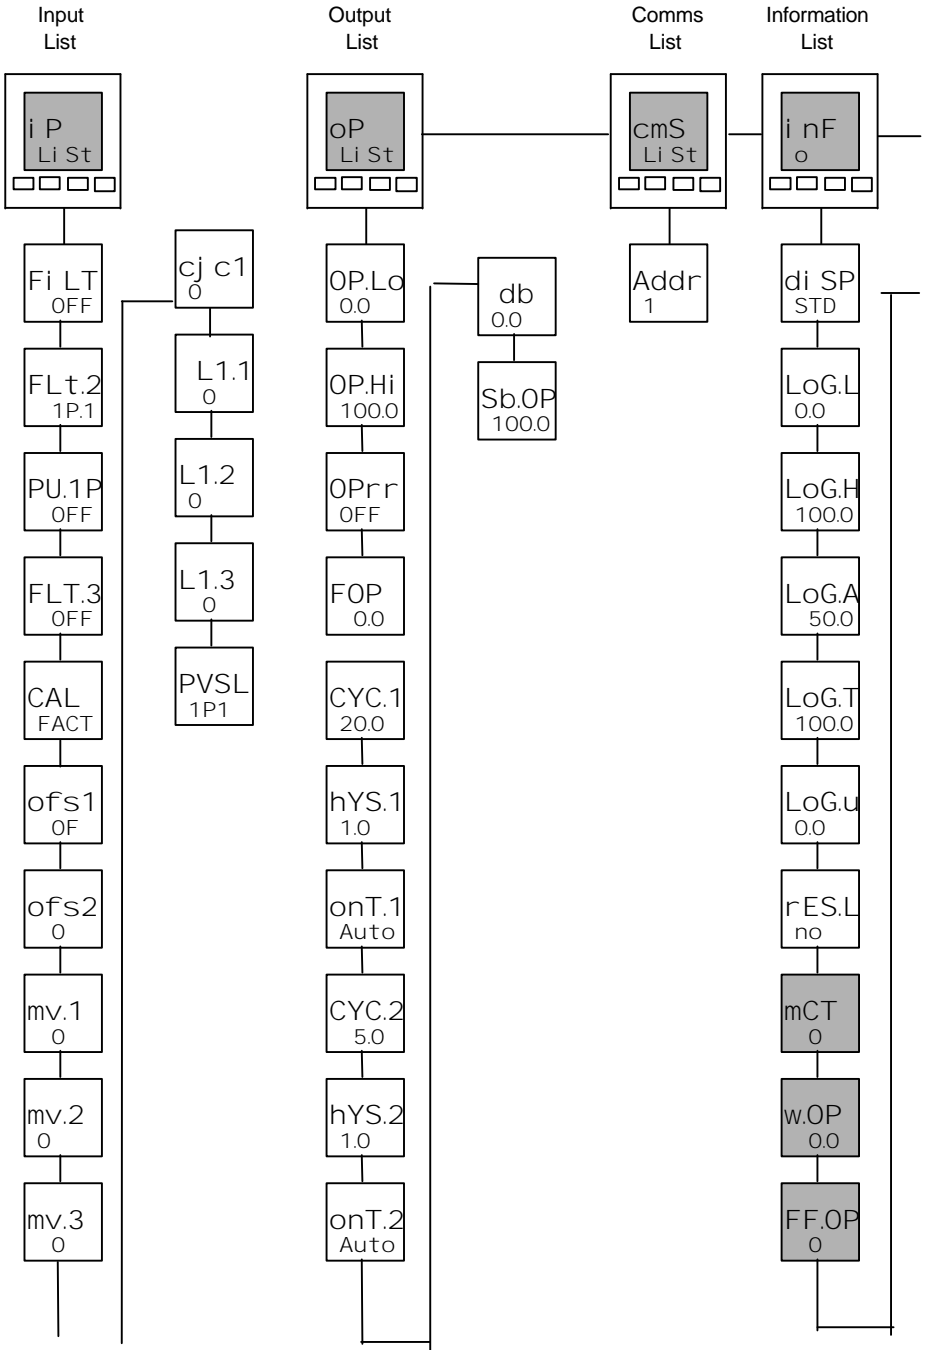 Input
List
Output
List
Comms
List
Information
List
iP
LiSt
oP
LiSt
cmS
LiSt
inF
o
FiLT
OFF
FLt.2
1P.1
PU.1P
OFF
FLT.3
OFF
CAL
FACT
ofs1
0F
ofs2
0
mv.1
0
mv.2
0
mv.3
0
cjc1
0
L1.1
0
L1.2
0
L1.3
0
PVSL
1P1
OP.Lo
0.0
OP.Hi
100.0
OPrr
OFF
FOP
0.0
CYC.1
20.0
hYS.1
1.0
onT.1
Auto
CYC.2
5.0
hYS.2
1.0
onT.2
Auto
db
0.0
Sb.OP
100.0
Addr
1
diSP
STD
LoG.L
0.0
LoG.H
100.0
LoG.A
50.0
LoG.T
100.0
LoG.u
0.0
rES.L
no
mCT
0
w.OP
0.0
FF.OP
0